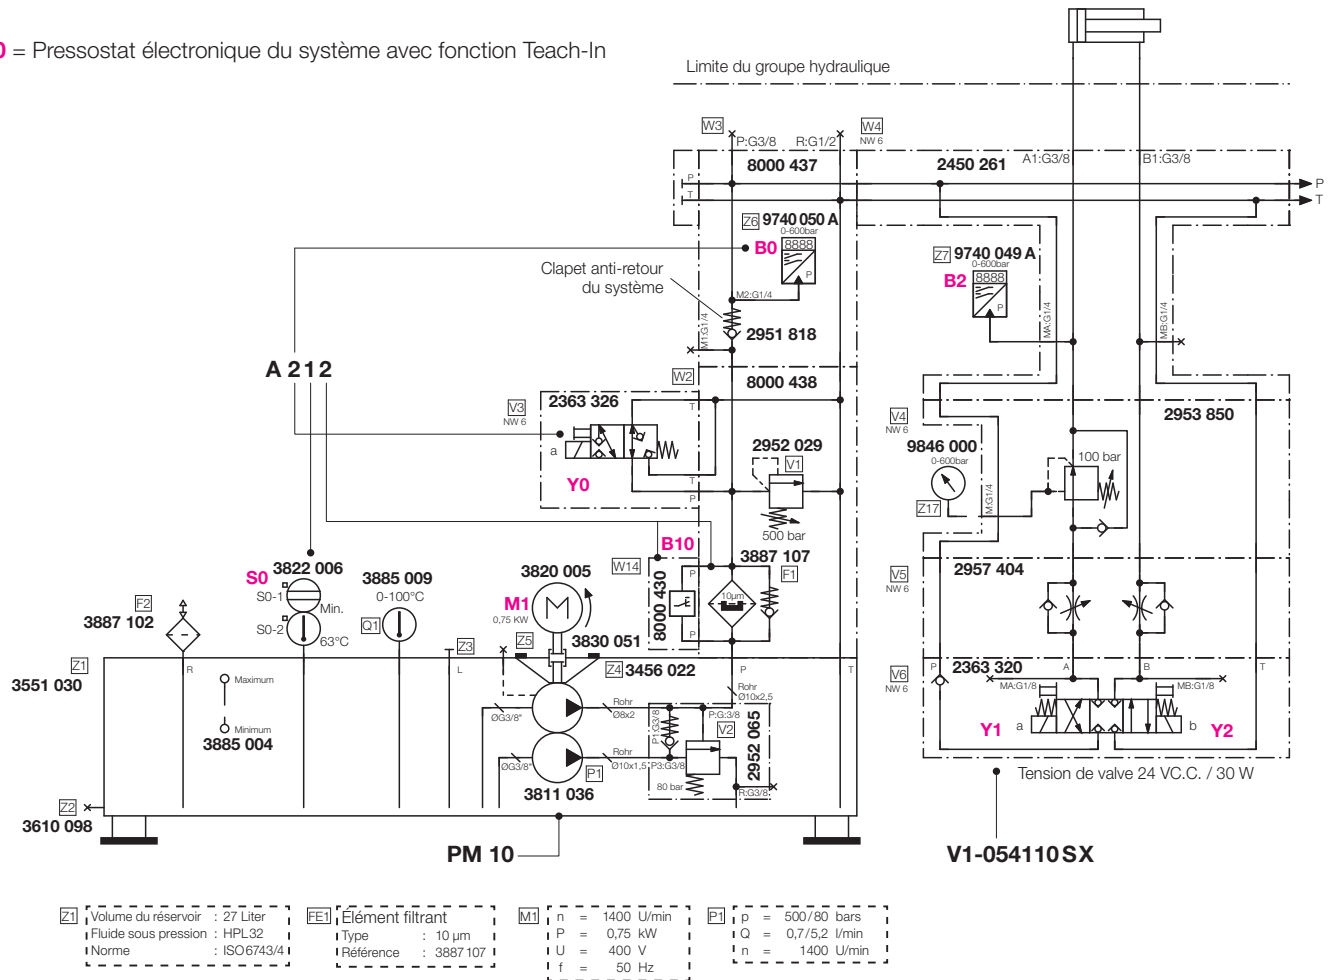 0 = Pressostat électronique du système avec fonction Teach-In
Limite du groupe hydraulique
W3
P:G3/8
R:G1/2
W4
NW 6
8000 437
2450 261
A1:G3/8
B1:G3/8
P
T
P
T
Z6
9740 050 A
0-600bar
B0
8888
P
M2:G1/4
Z7
9740 049 A
0-600bar
B2
8888
P
MA:G1/4
MB:G1/4
Clapet anti-retour
du système
M1:G1/4
2951 818
A 212
W2
8000 438
V3
NW 6
2363 326
T
a
Y0
T
P
2952 029
V1
500 bar
V4
NW 6
2953 850
9846 000
0-600bar
Z17
M:G1/4
100 bar
B10
W14
8000 430
P
P
3887 107
F1
10µm
V5
NW 6
2957 404
S0
3822 006
S0-1
Min.
S0-2
63°C
3885 009
0-100°C
Q1
3820 005
M1
M
0,75 KW
3830 051
Z5
F2
3887 102
Z1
3551 030
R
Maximum
Minimum
3885 004
Z3
L
Z4
3456 022
P
T
Rohr
Ø10x2,5
ØG3/8"
Rohr
Ø8x2
P1:G3/8
P:G3/8
V2
2952 065
ØG3/8"
P1
Rohr
Ø10x1,5
P3:G3/8
80 bar
R:G3/8
3811 036
Z2
3610 098
PM 10
V6
NW 6
P
2363 320
A
B
T
MA:G1/8
MB:G1/8
Y1
a
b
Y2
Tension de valve 24 VC.C. / 30 W
V1-054110 SX
Z1
Volume du réservoir : 27 Liter
Fluide sous pression : HPL32
Norme : ISO6743/4
FE1
Élément filtrant
Type : 10 µm
Référence : 3887107
M1
n = 1400 U/min
P = 0,75 kW
U = 400 V
f = 50 Hz
P1
p = 500/80 bars
Q = 0,7/5,2 l/min
n = 1400 U/min